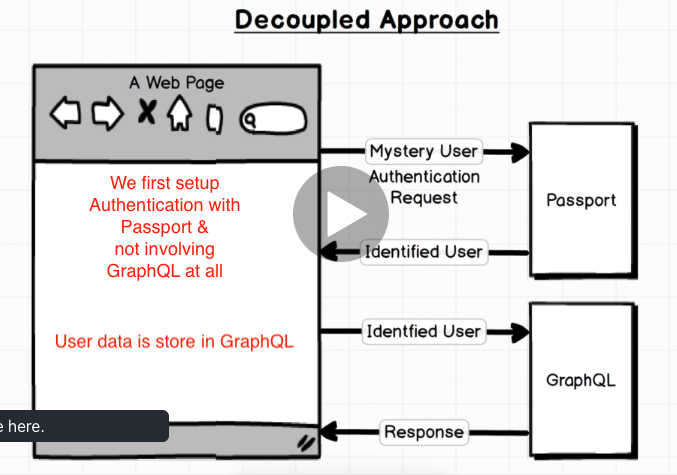 Decoupled Approach
A Web Page
We first setup
Authentication with
Passport &
not involving
GraphQL at all
User data is store in GraphQL
e here.
Mystery User
Authentication
Request
Identified User
Passport
Identfied User
GraphQL
Response